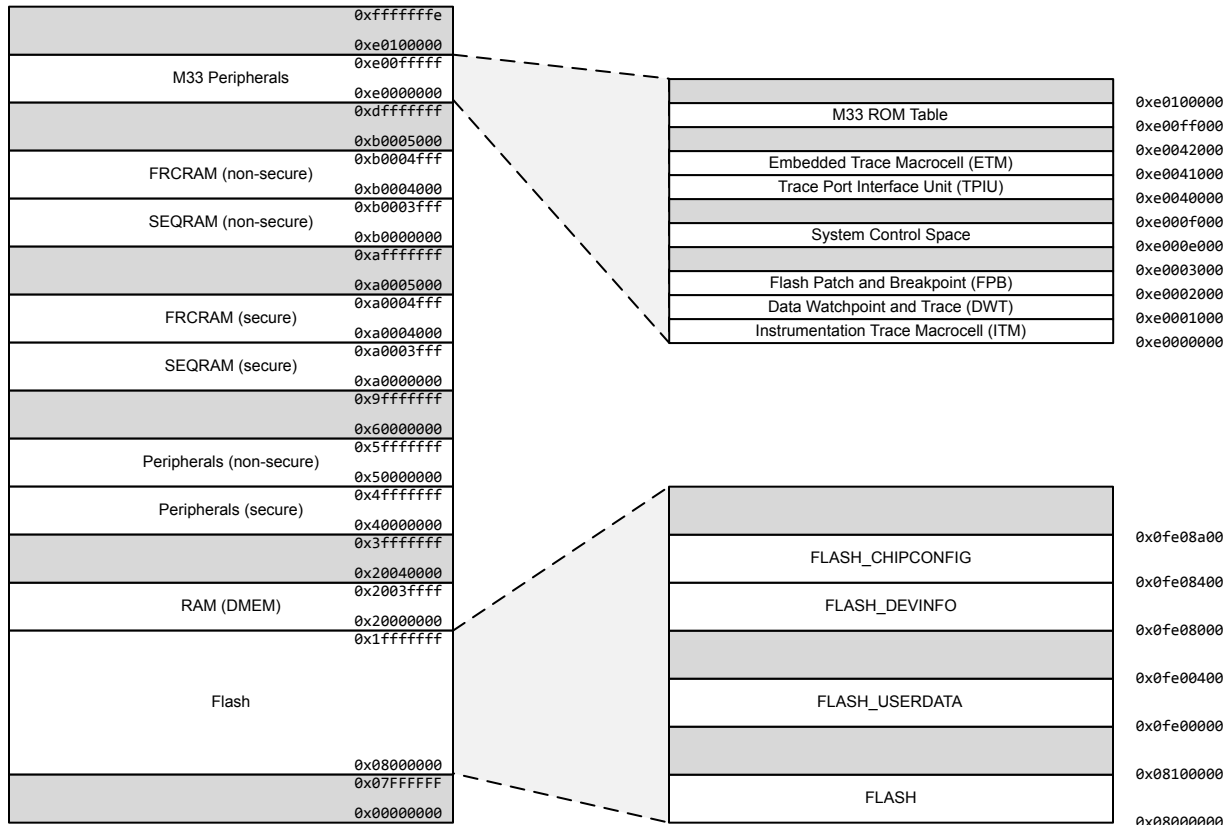 0xfffffffe
0xe0100000
0xe00fffff
M33 Peripherals
0xe0000000
0xdfffffff
0xb0005000
0xb0004fff
FRCRAM (non-secure)
0xb0004000
0xb0003fff
SEQRAM (non-secure)
0xb0000000
0xafffffff
0xa0005000
0xa0004fff
FRCRAM (secure)
0xa0004000
0xa0003fff
SEQRAM (secure)
0xa0000000
0x9fffffff
0x60000000
0x5fffffff
Peripherals (non-secure)
0x50000000
0x4fffffff
Peripherals (secure)
0x40000000
0x3fffffff
0x20040000
0x2003ffff
RAM (DMEM)
0x20000000
0x1fffffff
Flash
0x08000000
0x07FFFFFF
0x00000000
0xe0100000
M33 ROM Table
0xe00ff000
0xe0042000
Embedded Trace Macrocell (ETM)
0xe0041000
Trace Port Interface Unit (TPIU)
0xe0040000
0xe000f000
System Control Space
0xe000e000
0xe0003000
Flash Patch and Breakpoint (FPB)
0xe0002000
Data Watchpoint and Trace (DWT)
0xe0001000
Instrumentation Trace Macrocell (ITM)
0xe0000000
0x0fe08a00
FLASH_CHIPCONFIG
0x0fe08400
FLASH_DEVINFO
0x0fe08000
0x0fe00400
FLASH_USERDATA
0x0fe00000
0x08100000
FLASH
0x08000000